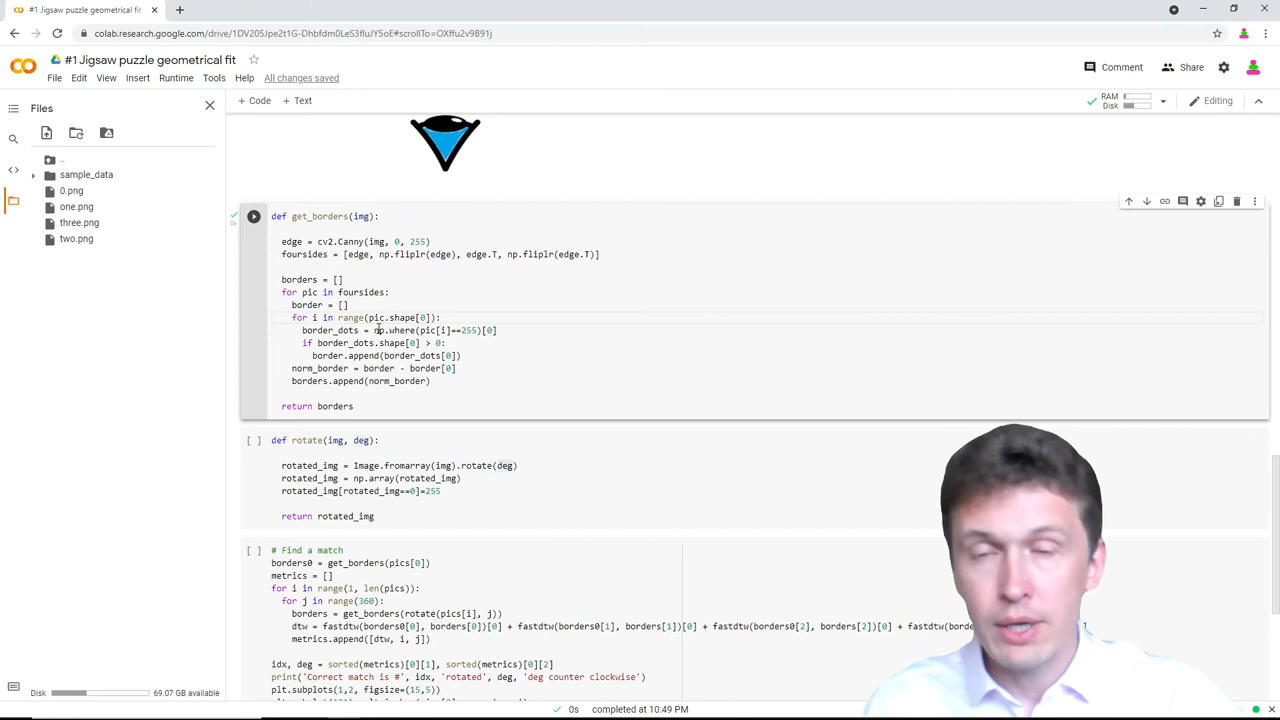 #1 Jigsaw puzzle geometrical fit
colab.research.google.com/drive/1DV205Jpe2t1G-Dhbfdm0LeS3fluJY5oE#scrollTo=OXffu2v9B91j
#1 Jigsaw puzzle geometrical fit
File Edit View Insert Runtime Tools Help All changes saved
Comment Share
+ Code + Text
RAM
Disk
Editing
Files
..
sample_data
0.png
one.png
three.png
two.png
def get_borders(img):
edge = cv2.Canny(img, 0, 255)
foursides = [edge, np.fliplr(edge), edge.T, np.fliplr(edge.T)]
borders = []
for pic in foursides:
border = []
for i in range(pic.shape[0]):
border_dots = np.where(pic[i]==255)[0]
if border_dots.shape[0] > 0:
border.append(border_dots[0])
norm_border = border - border[0]
borders.append(norm_border)
return borders
[ ] def rotate(img, deg):
rotated_img = Image.fromarray(img).rotate(deg)
rotated_img = np.array(rotated_img)
rotated_img[rotated_img==0]=255
return rotated_img
[ ] # Find a match
borders0 = get_borders(pics[0])
metrics = []
for i in range(1, len(pics)):
for j in range(360):
borders = get_borders(rotate(pics[i], j))
dtw = fastdtw(borders0[0], borders[0])[0] + fastdtw(borders0[1], borders[1])[0] + fastdtw(borders0[2], borders[2])[0] + fastdtw(
metrics.append([dtw, i, j])
idx, deg = sorted(metrics)[0][1], sorted(metrics)[0][2]
print('Correct match is #', idx, 'rotated', deg, 'deg counter clockwise')
plt.subplots(1,2, figsize=(15,5))
Disk 69.07 GB available
0s completed at 10:49 PM